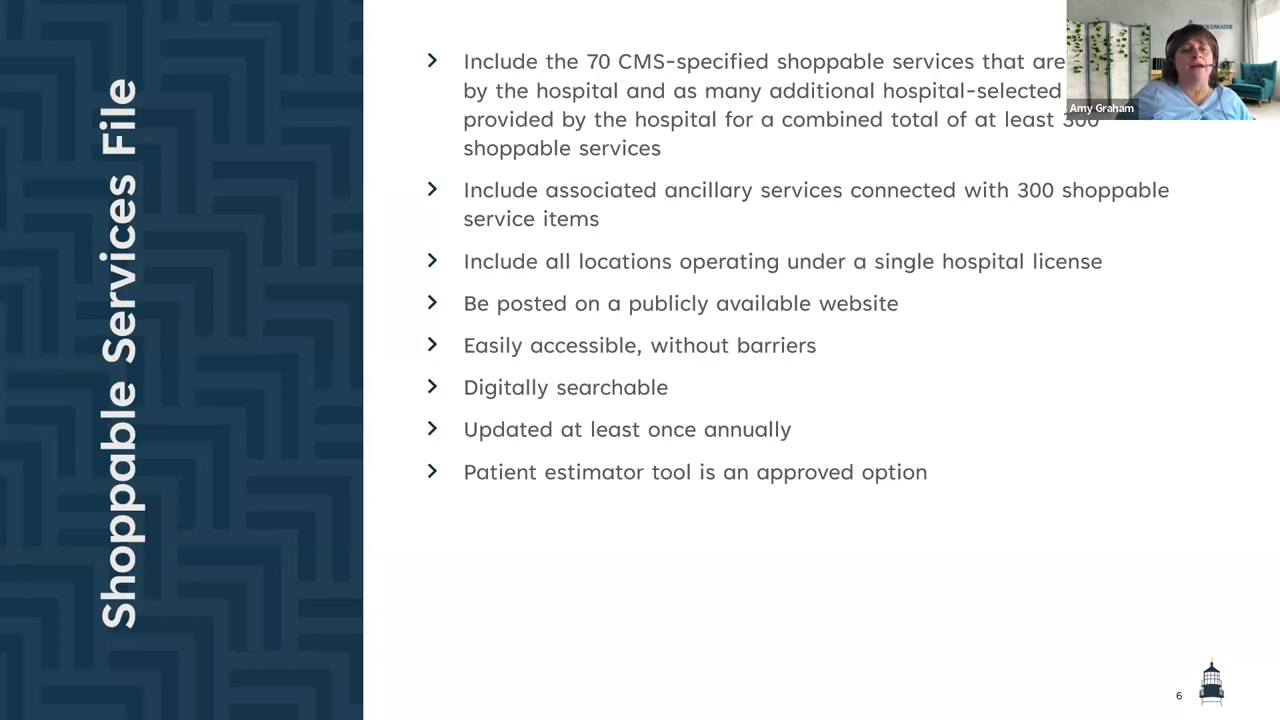 Shoppable Services File
Include the 70 CMS-specified shoppable services that are
by the hospital and as many additional hospital-selected
provided by the hospital for a combined total of at least 300
shoppable services
Include associated ancillary services connected with 300 shoppable
service items
Include all locations operating under a single hospital license
Be posted on a publicly available website
Easily accessible, without barriers
Digitally searchable
Updated at least once annually
Patient estimator tool is an approved option
Amy Graham
6